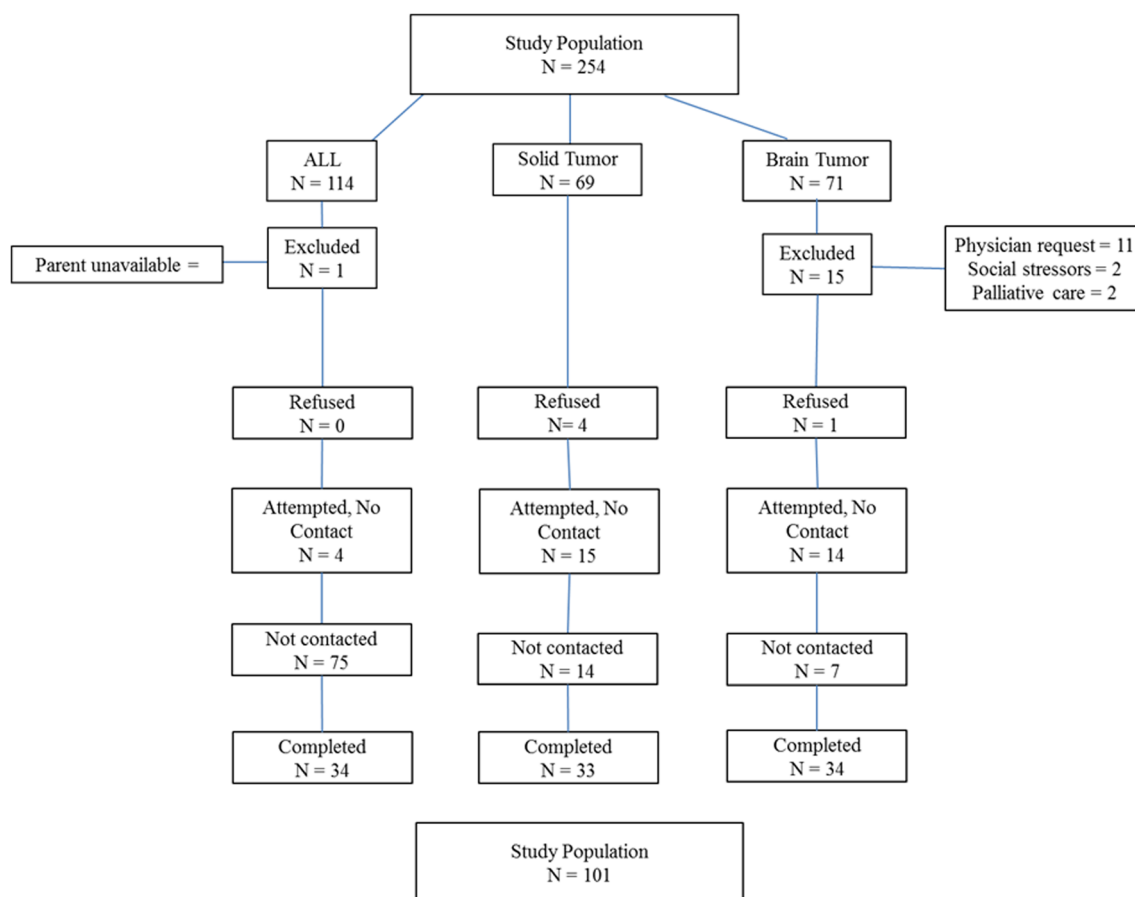 Study Population
N = 254
ALL
N = 114
Solid Tumor
N = 69
Brain Tumor
N = 71
Parent unavailable =
Excluded
N = 1
Excluded
N = 15
Physician request = 11
Social stressors = 2
Palliative care = 2
Refused
N = 0
Refused
N= 4
Refused
N = 1
Attempted, No
Contact
N = 4
Attempted, No
Contact
N = 15
Attempted, No
Contact
N = 14
Not contacted
N = 75
Not contacted
N = 14
Not contacted
N = 7
Completed
N = 34
Completed
N = 33
Completed
N = 34
Study Population
N = 101